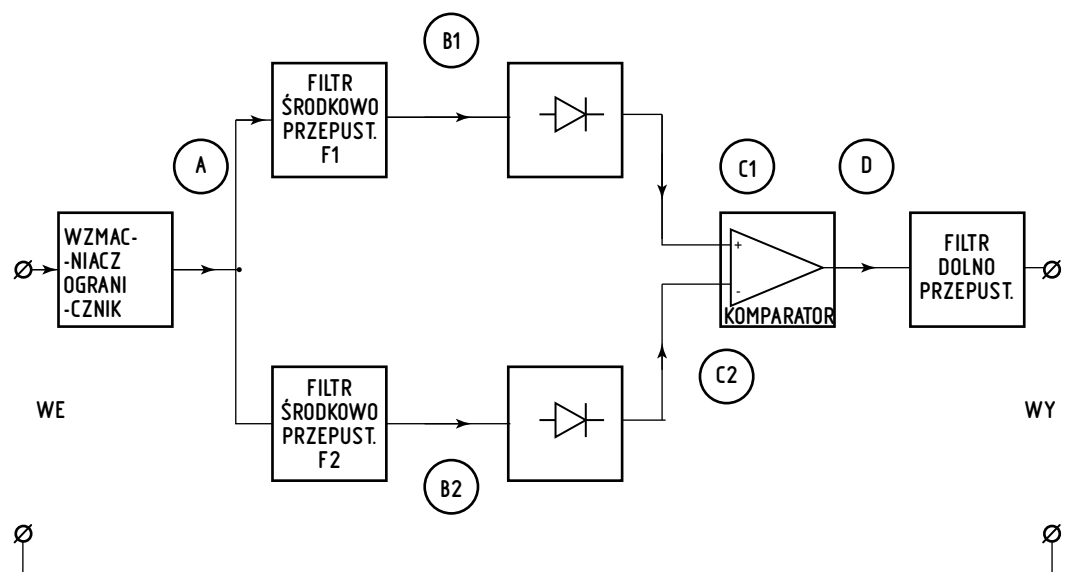 B1
FILTR
ŚRODKOWO
PRZEPUST.
F1
A
C1
D
WZMAC-
-NIACZ
OGRANI
-CZNIK
+
-
KOMPARATOR
FILTR
DOLNO
PRZEPUST.
FILTR
ŚRODKOWO
PRZEPUST.
F2
C2
WE
WY
B2